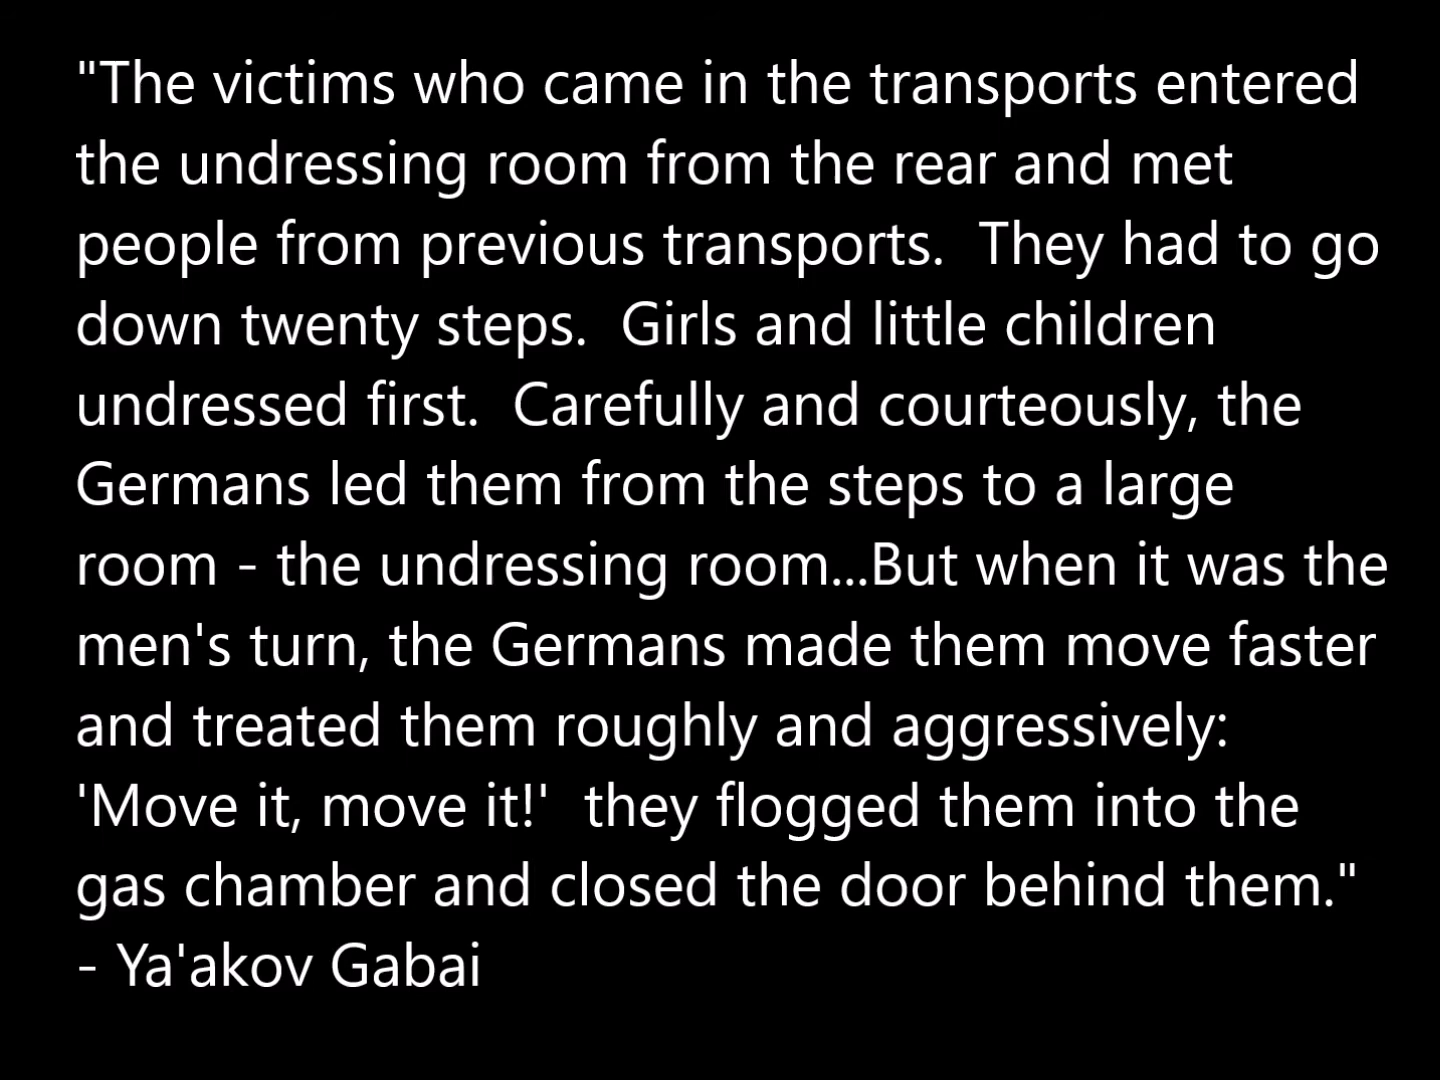 "The victims who came in the transports entered
the undressing room from the rear and met
people from previous transports.  They had to go
down twenty steps.  Girls and little children
undressed first.  Carefully and courteously, the
Germans led them from the steps to a large
room - the undressing room...But when it was the
men's turn, the Germans made them move faster
and treated them roughly and aggressively:
'Move it, move it!'  they flogged them into the
gas chamber and closed the door behind them."
- Ya'akov Gabai